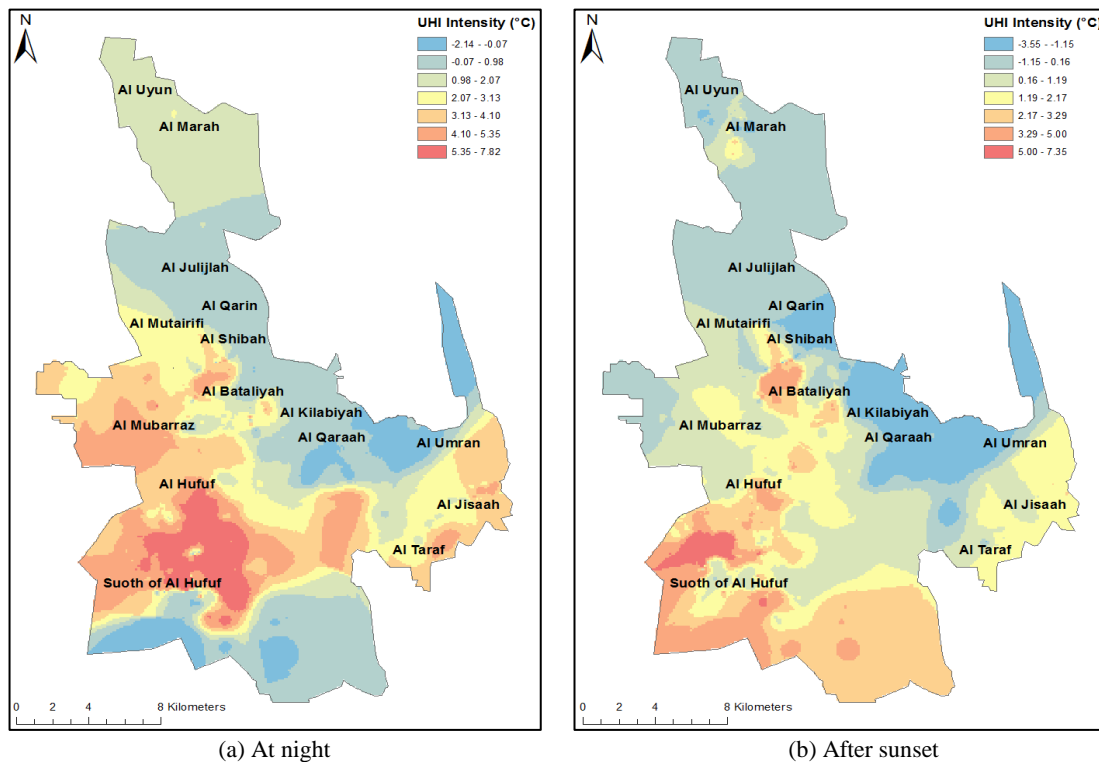 N
UHI Intensity (°C)
-2.14 - -0.07
-0.07 - 0.98
0.98 - 2.07
2.07 - 3.13
3.13 - 4.10
4.10 - 5.35
5.35 - 7.82
Al Uyun
Al Marah
Al Julijlah
Al Qarin
Al Mutairifi
Al Shibah
Al Bataliyah
Al Kilabiyah
Al Mubarraz
Al Qaraah
Al Umran
Al Hufuf
Al Jisaah
Al Taraf
Suoth of Al Hufuf
0 2 4 8 Kilometers
(a) At night
N
UHI Intensity (°C)
-3.55 - -1.15
-1.15 - 0.16
0.16 - 1.19
1.19 - 2.17
2.17 - 3.29
3.29 - 5.00
5.00 - 7.35
Al Uyun
Al Marah
Al Julijlah
Al Qarin
Al Mutairifi
Al Shibah
Al Bataliyah
Al Kilabiyah
Al Mubarraz
Al Qaraah
Al Umran
Al Hufuf
Al Jisaah
Al Taraf
Suoth of Al Hufuf
0 2 4 8 Kilometers
(b) After sunset